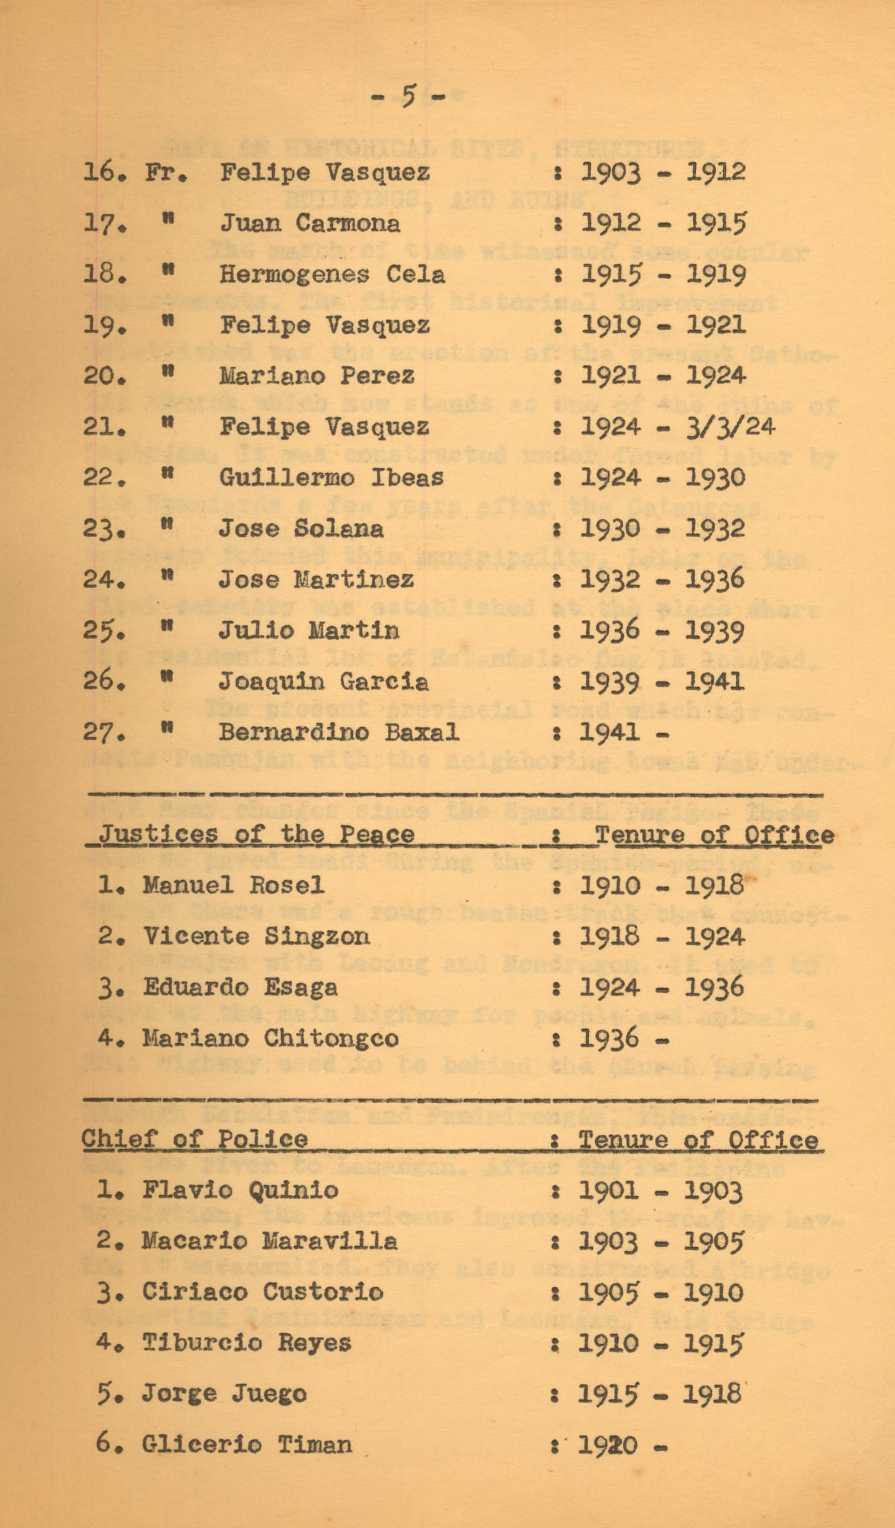 - 5 -
16. Fr. Felipe Vasquez : 1903 - 1912
17. " Juan Carmona : 1912 - 1915
18. " Hermogenes Cela : 1915 - 1919
19. " Felipe Vasquez : 1919 - 1921
20. " Mariano Perez : 1921 - 1924
21. " Felipe Vasquez : 1924 - 3/3/24
22. " Guillermo Ibeas : 1924 - 1930
23. " Jose Solana : 1930 - 1932
24. " Jose Martinez : 1932 - 1936
25. " Julio Martin : 1936 - 1939
26. " Joaquin Garcia : 1939 - 1941
27. " Bernardino Baxal : 1941 -
Justices of the Peace : Tenure of Office
1. Manuel Rosel : 1910 - 1918
2. Vicente Singzon : 1918 - 1924
3. Eduardo Esaga : 1924 - 1936
4. Mariano Chitongco : 1936 -
Chief of Police : Tenure of Office
1. Flavio Quinio : 1901 - 1903
2. Macario Maravilla : 1903 - 1905
3. Ciriaco Custorio : 1905 - 1910
4. Tiburcio Reyes : 1910 - 1915
5. Jorge Juego : 1915 - 1918
6. Glicerio Timan : 1920 -